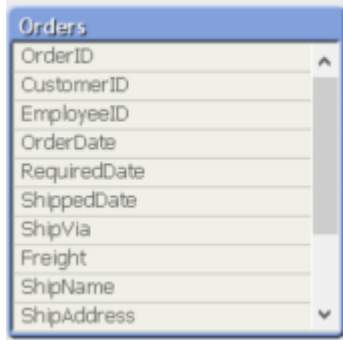 Orders
OrderID
CustomerID
EmployeeID
OrderDate
RequiredDate
ShippedDate
ShipVia
Freight
ShipName
ShipAddress